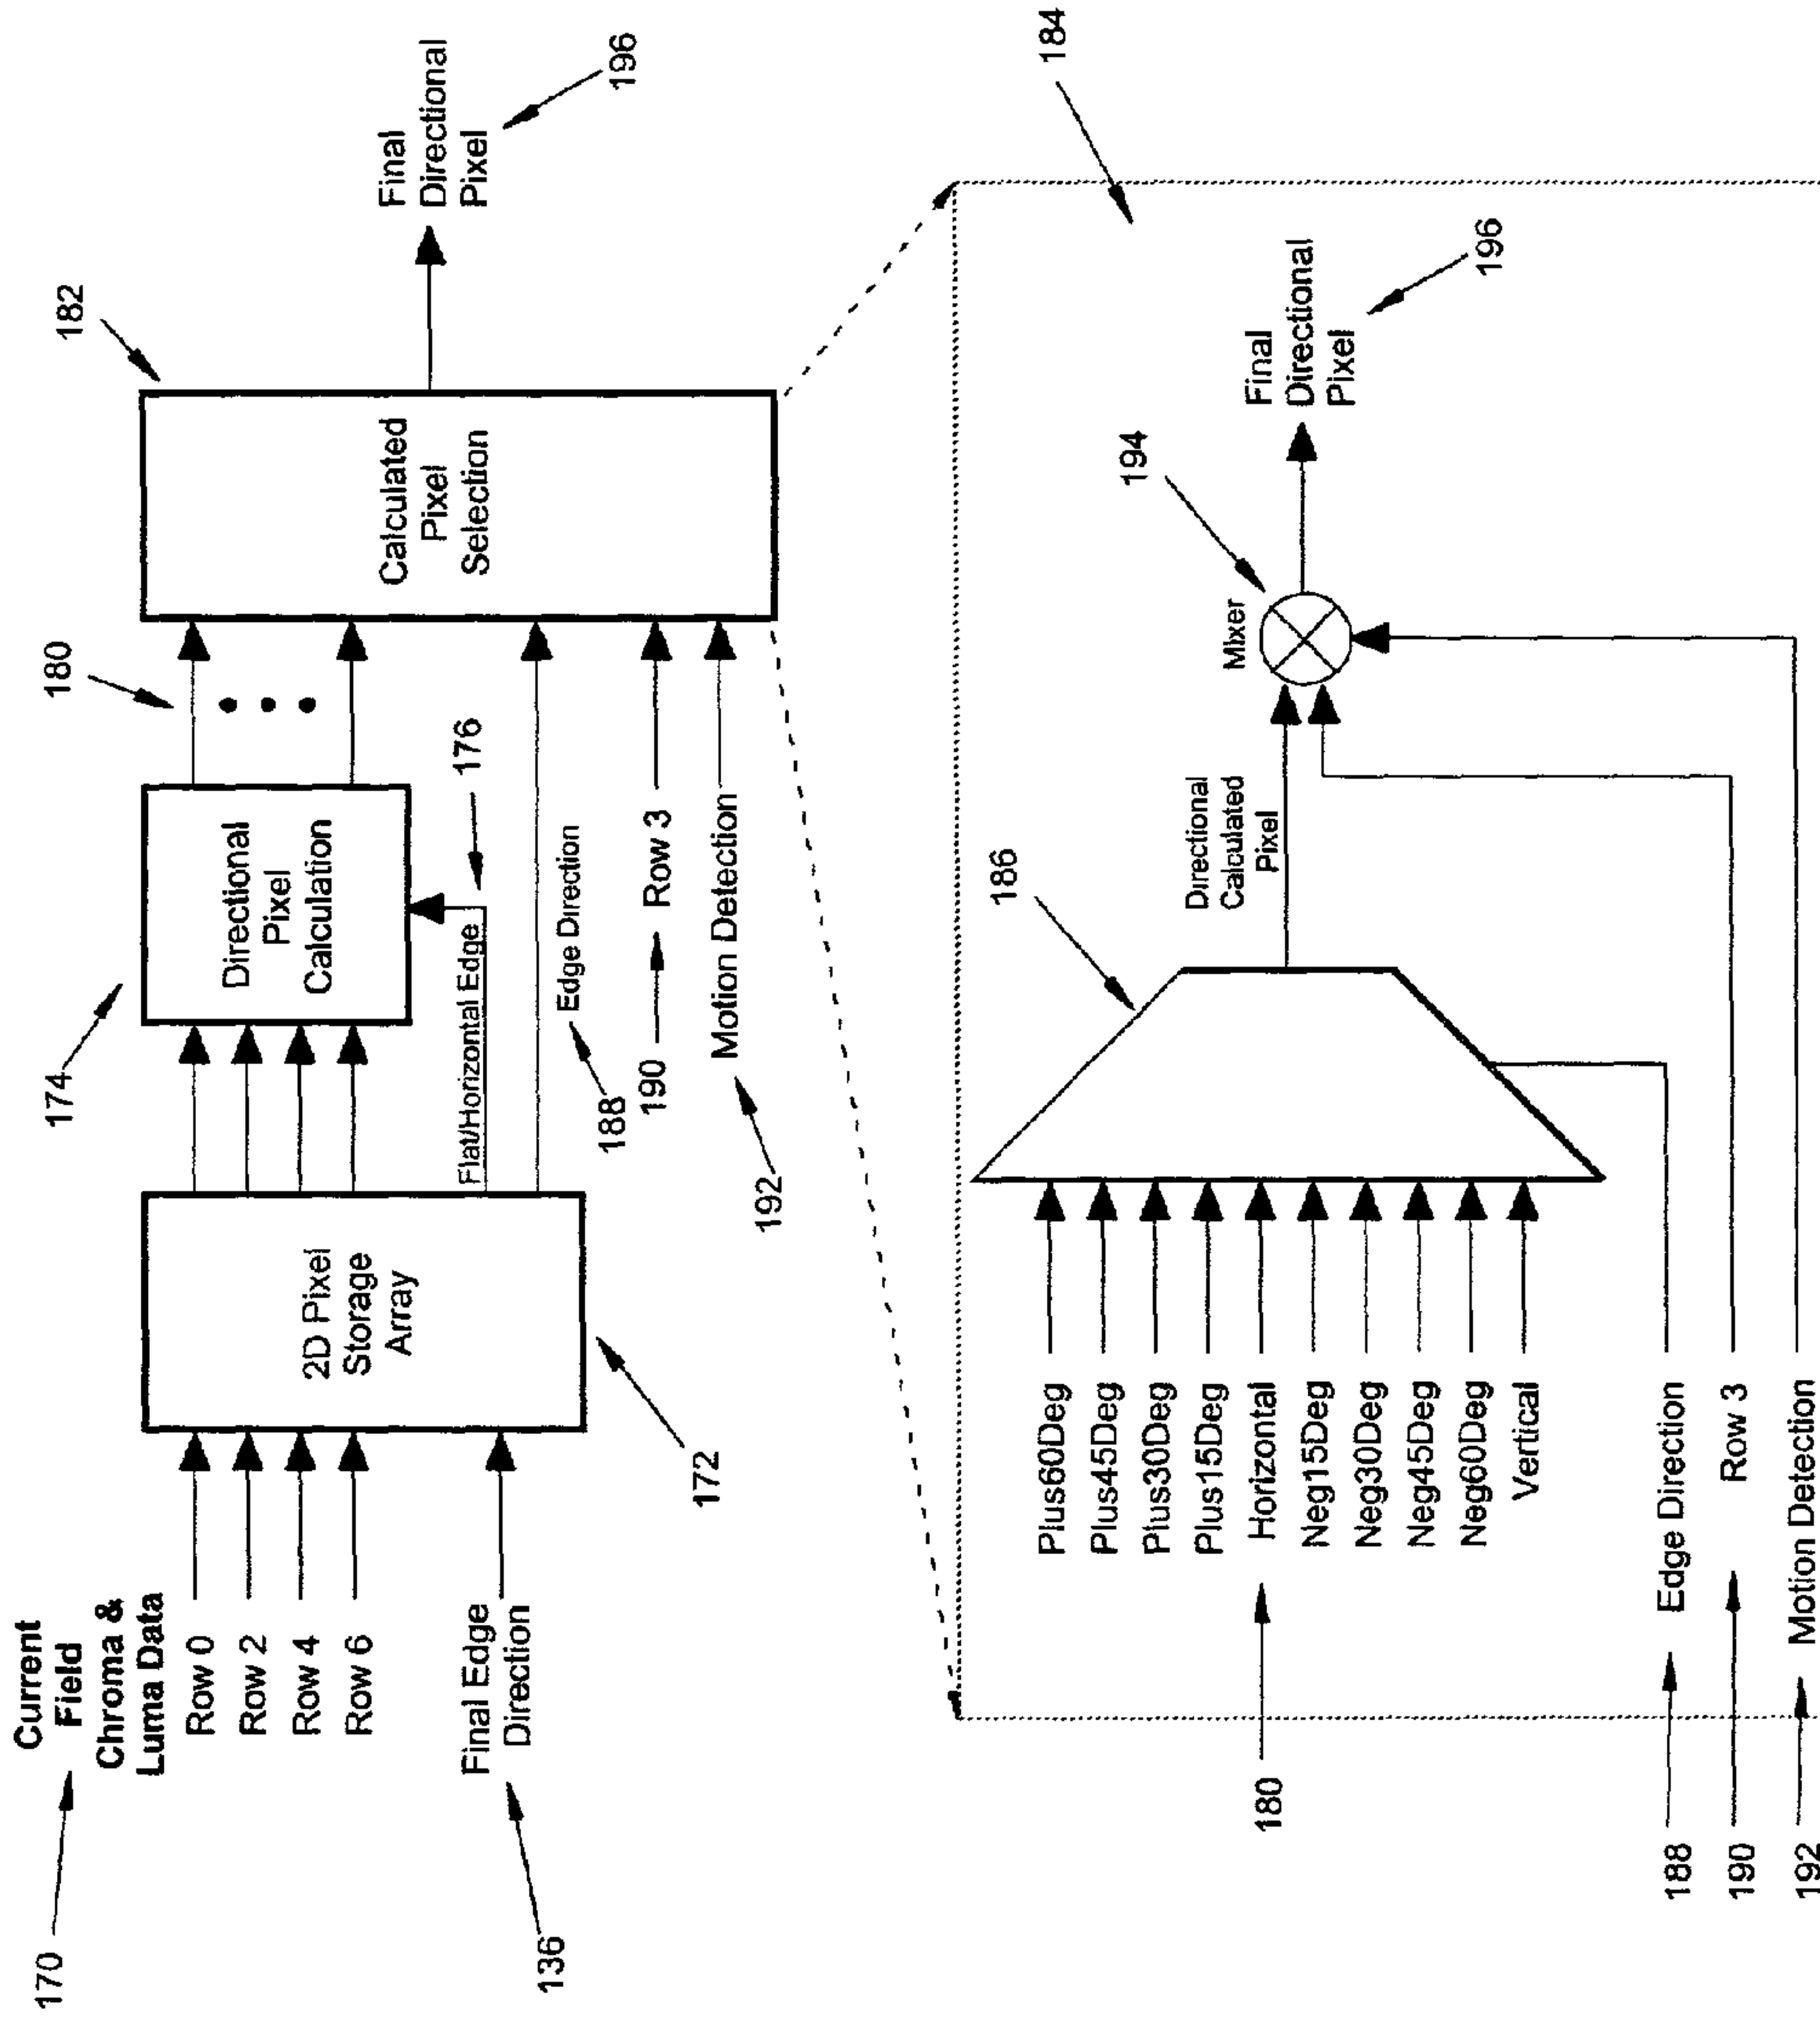 170
Current
Field
Chroma &
Luma Data
Row 0
Row 2
Row 4
Row 6
Final Edge
Direction
136
2D Pixel
Storage
Array
172
174
Directional
Pixel
Calculation
Flat/Horizontal Edge
176
180
Edge Direction
188
190
Row 3
192
Motion Detection
182
Calculated
Pixel
Selection
Final
Directional
Pixel
196
184
180
Plus60Deg
Plus45Deg
Plus30Deg
Plus15Deg
Horizontal
Neg15Deg
Neg30Deg
Neg45Deg
Neg60Deg
Vertical
188
Edge Direction
190
Row 3
192
Motion Detection
186
Directional
Calculated
Pixel
Mixer
194
Final
Directional
Pixel
196